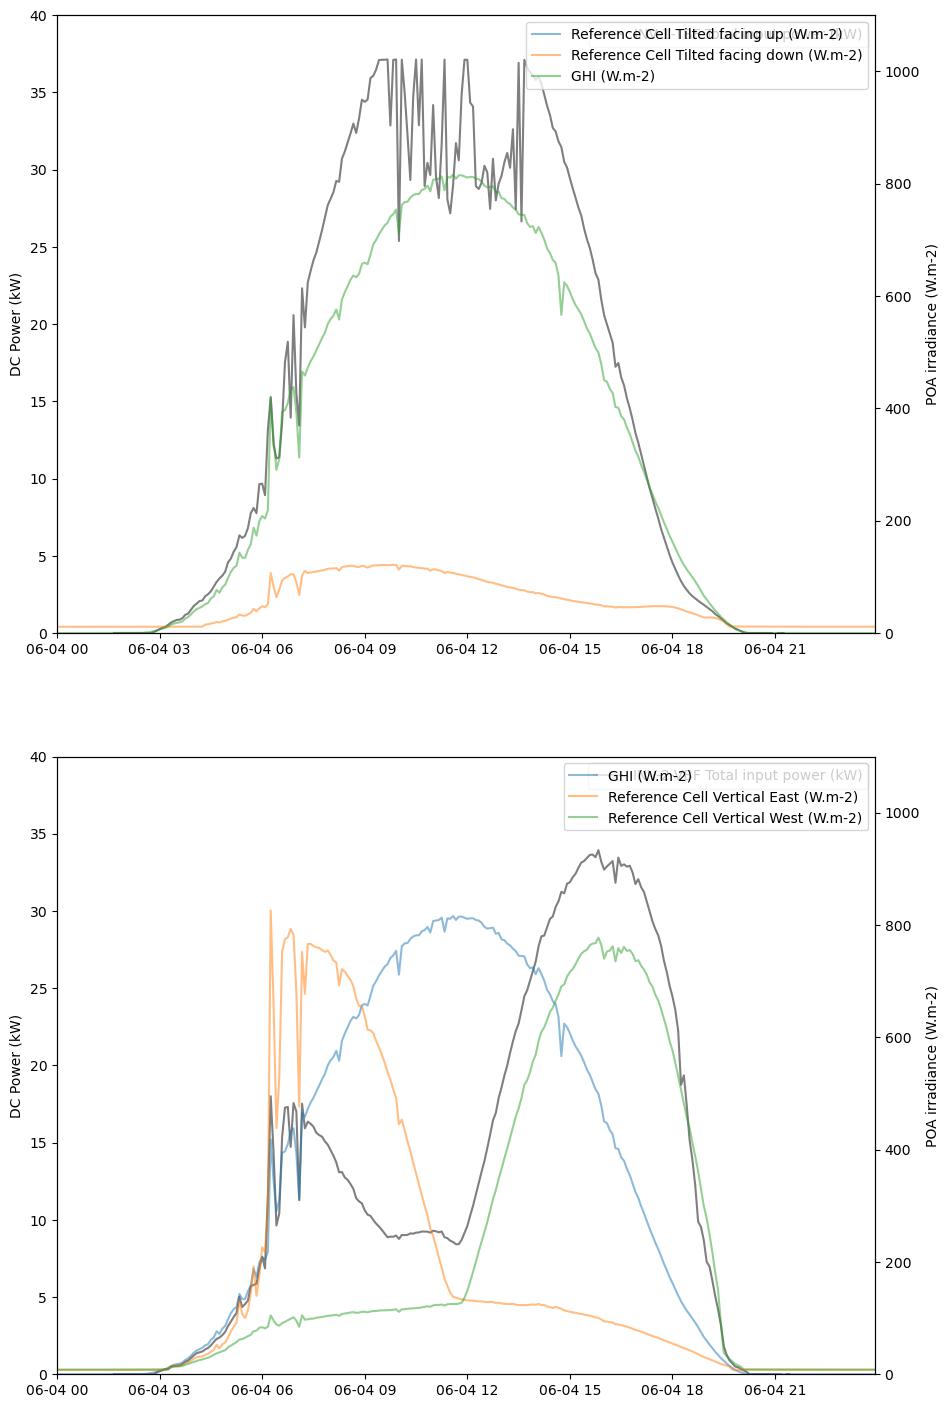 40
35
30
25
20
15
10
5
0
DC Power (kW)
Reference Cell Tilted facing up (W.m-2)
Reference Cell Tilted facing down (W.m-2)
GHI (W.m-2)
1000
800
600
400
200
0
POA irradiance (W.m-2)
06-04 00 06-04 03 06-04 06 06-04 09 06-04 12 06-04 15 06-04 18 06-04 21
40
35
30
25
20
15
10
5
0
DC Power (kW)
GHI (W.m-2) Total input power (kW)
Reference Cell Vertical East (W.m-2)
Reference Cell Vertical West (W.m-2)
1000
800
600
400
200
0
POA irradiance (W.m-2)
06-04 00 06-04 03 06-04 06 06-04 09 06-04 12 06-04 15 06-04 18 06-04 21